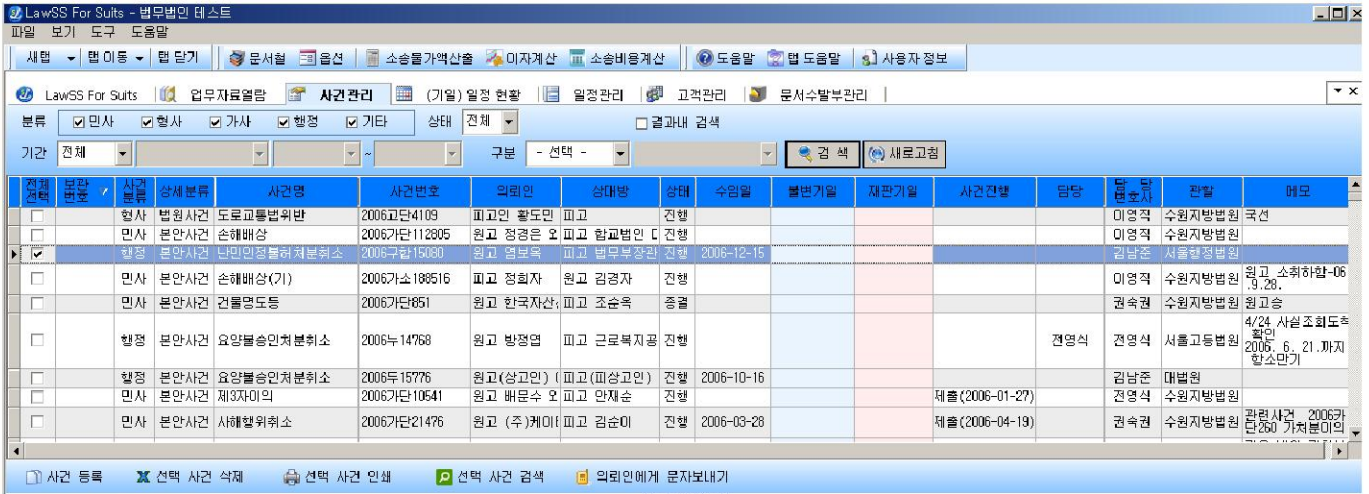 LawSS For Suits - 법무법인 테스트
파일 보기 도구 도움말
새탭 탭 이동 탭 닫기 문서철 옵션 소송물가액산출 이자계산 소송비용계산 도움말 탭 도움말 사용자 정보
LawSS For Suits 업무자료열람 사건관리 (기일) 일정 현황 일정관리 고객관리 문서수발부관리
분류 민사 형사 가사 행정 기타 상태 전체 결과내 검색
기간 전체 ~ 구분 - 선택 - 검 색 새로고침
전체선택 보관번호 사건분류 상세분류 사건명 사건번호 의뢰인 상대방 상태 수임일 불변기일 재판기일 사건진행 담당 담 당 변호사 관할 메모
형사 법원사건 도로교통법위반 2006고단4109 피고인 황도민 피고 진행 이영직 수원지방법원 국선
민사 본안사건 손해배상 2006가단112805 원고 정경은 외 피고 학교법인 진행 이영직 수원지방법원
행정 본안사건 난민인정불허처분취소 2006구합15080 원고 염보욱 피고 법무부장관 진행 2006-12-15 김남준 서울행정법원
민사 본안사건 손해배상(기) 2006가소188516 피고 정희자 원고 김경자 진행 이영직 수원지방법원 원고 소취하함-06.9.28.
민사 본안사건 건물명도등 2006가단851 원고 한국자산 피고 조순옥 종결 권숙권 수원지방법원 원고승
행정 본안사건 요양불승인처분취소 2006누14768 원고 방정엽 피고 근로복지공 진행 전영식 전영식 서울고등법원 4/24 사실조회도착 확인 2006. 6. 21.까지 항소만기
행정 본안사건 요양불승인처분취소 2006두15776 원고(상고인) 피고(피상고인) 진행 2006-10-16 김남준 대법원
민사 본안사건 제3자이의 2006가단10541 원고 배문수 외 피고 안재순 진행 제출(2006-01-27) 전영식 수원지방법원
민사 본안사건 사해행위취소 2006가단21476 원고 (주)케이 피고 김순이 진행 2006-03-28 제출(2006-04-19) 권숙권 수원지방법원 관련사건 2006카단260 가처분이의
사건 등록 선택 사건 삭제 선택 사건 인쇄 선택 사건 검색 의뢰인에게 문자보내기